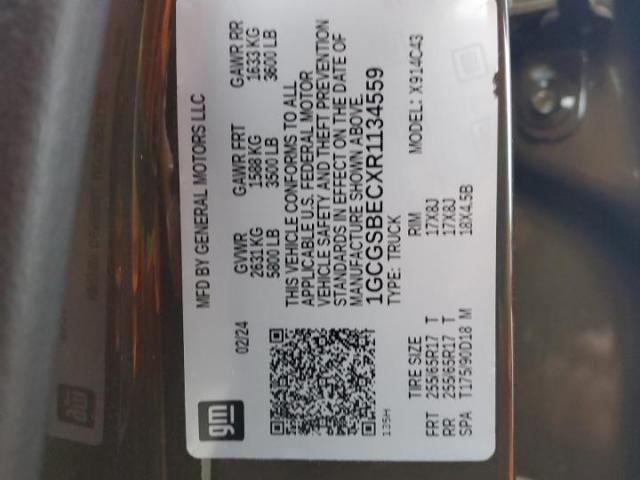 gm
MFD BY GENERAL MOTORS LLC
02/24
GVWR GAWR FRT GAWR RR
2631 KG 1588 KG 1633 KG
5800 LB 3500 LB 3600 LB
THIS VEHICLE CONFORMS TO ALL
APPLICABLE U.S. FEDERAL MOTOR
VEHICLE SAFETY AND THEFT PREVENTION
STANDARDS IN EFFECT ON THE DATE OF
MANUFACTURE SHOWN ABOVE.
1GCGSBECXR1134559
TYPE: TRUCK MODEL: X914C43
135H
TIRE SIZE RIM
FRT 255/65R17 T 17X8J
RR 255/65R17 T 17X8J
SPA T175/90D18 M 18X4.5B